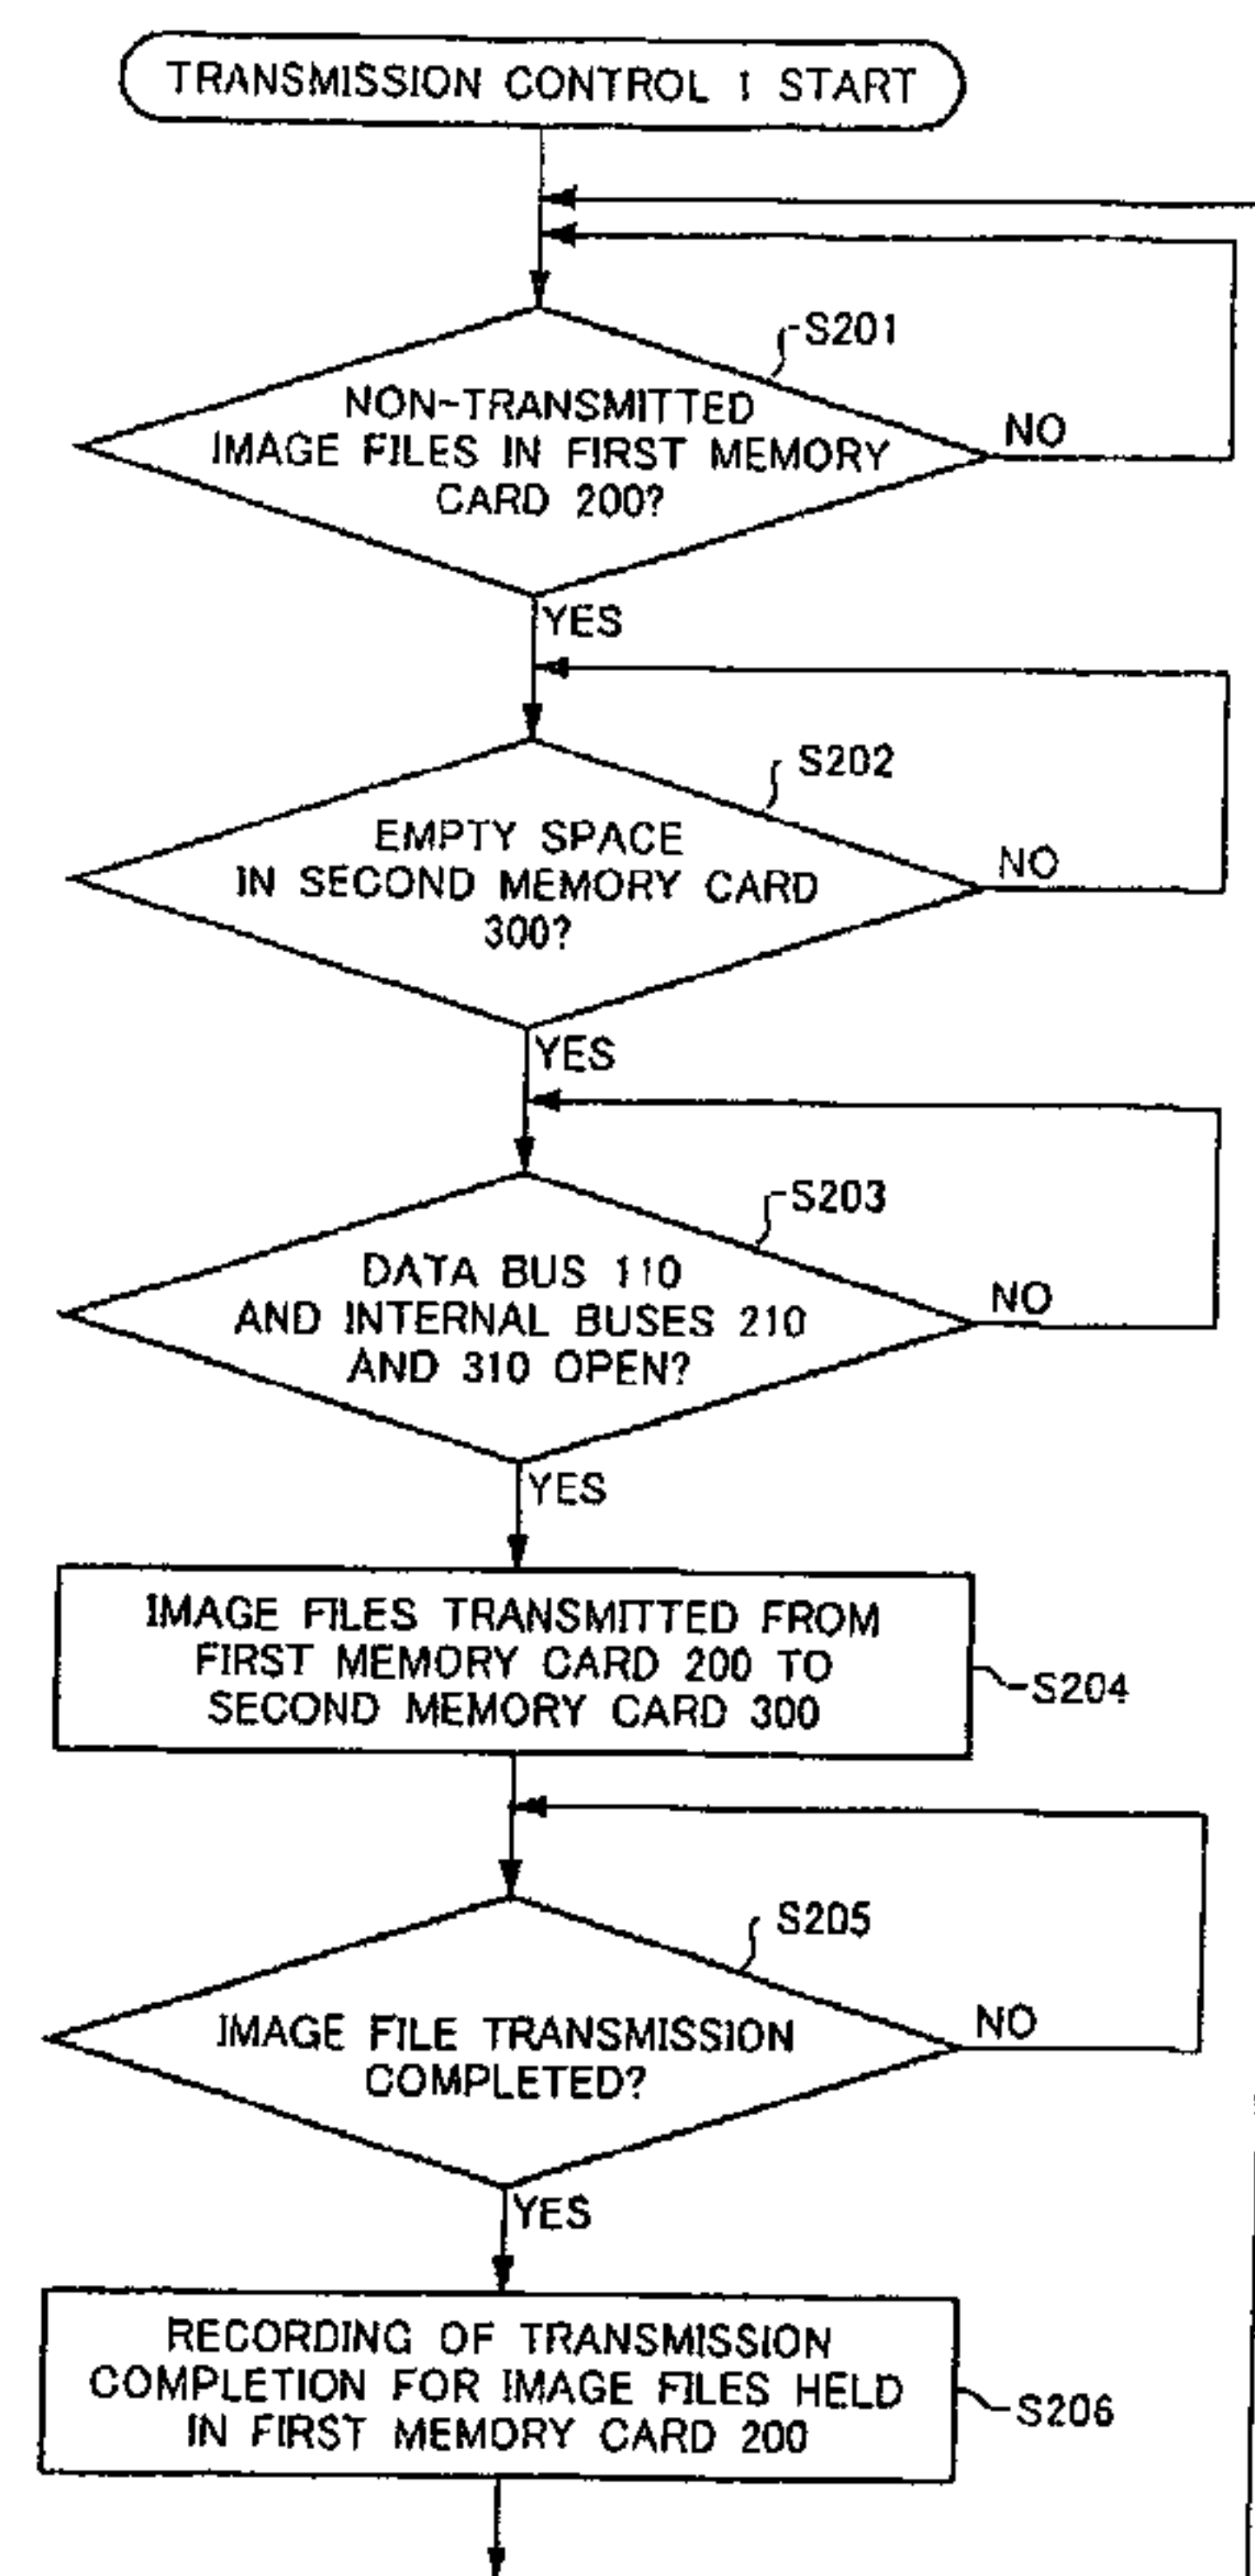 TRANSMISSION CONTROL 1 START
S201
NON-TRANSMITTED
IMAGE FILES IN FIRST MEMORY
CARD 200?
NO
YES
S202
EMPTY SPACE
IN SECOND MEMORY CARD
300?
NO
YES
S203
DATA BUS 110
AND INTERNAL BUSES 210
AND 310 OPEN?
NO
YES
IMAGE FILES TRANSMITTED FROM
FIRST MEMORY CARD 200 TO
SECOND MEMORY CARD 300
S204
S205
IMAGE FILE TRANSMISSION
COMPLETED?
NO
YES
RECORDING OF TRANSMISSION
COMPLETION FOR IMAGE FILES HELD
IN FIRST MEMORY CARD 200
S206